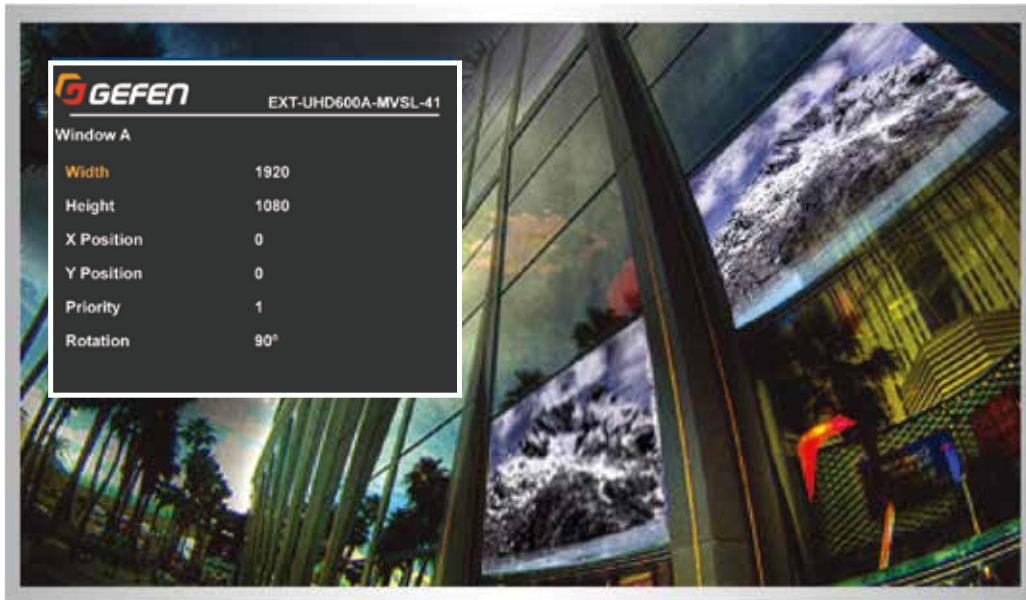 GEFEN
EXT-UHD600A-MVSL-41
Window A
Width 1920
Height 1080
X Position 0
Y Position 0
Priority 1
Rotation 90°